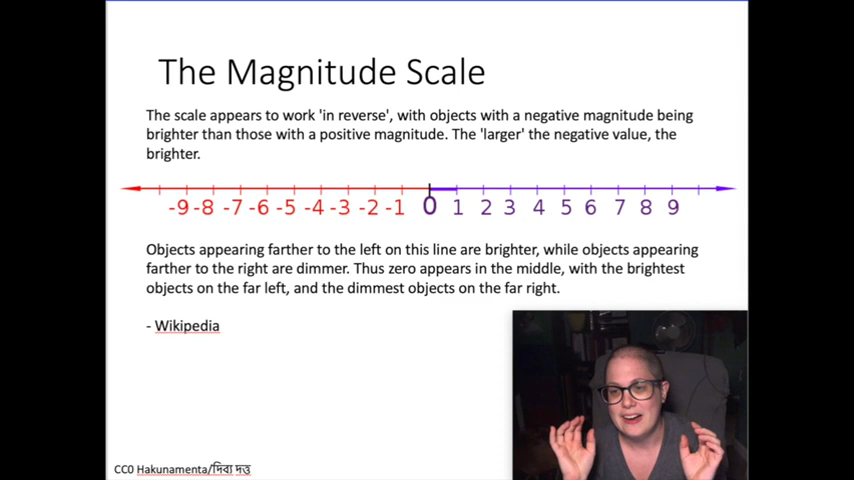 The Magnitude Scale
The scale appears to work 'in reverse', with objects with a negative magnitude being
brighter than those with a positive magnitude. The 'larger' the negative value, the
brighter.
-9 -8 -7 -6 -5 -4 -3 -2 -1 0 1 2 3 4 5 6 7 8 9
Objects appearing farther to the left on this line are brighter, while objects appearing
farther to the right are dimmer. Thus zero appears in the middle, with the brightest
objects on the far left, and the dimmest objects on the far right.
- Wikipedia
CC0 Hakunamenta/দিব্য দত্ত